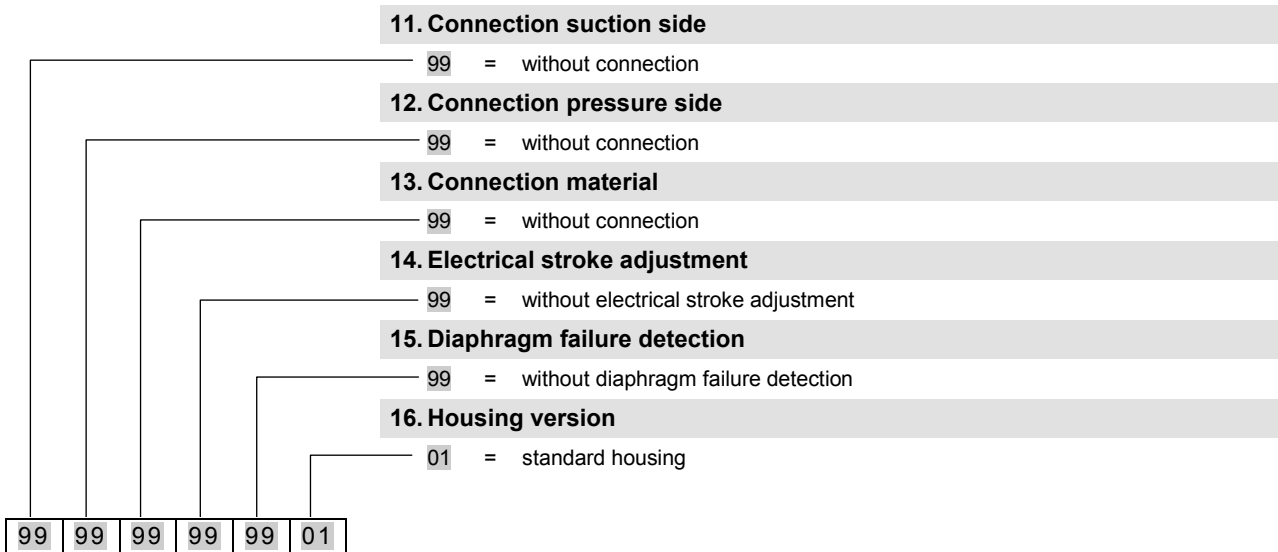 11. Connection suction side
99 = without connection
12. Connection pressure side
99 = without connection
13. Connection material
99 = without connection
14. Electrical stroke adjustment
99 = without electrical stroke adjustment
15. Diaphragm failure detection
99 = without diaphragm failure detection
16. Housing version
01 = standard housing
99 99 99 99 99 01